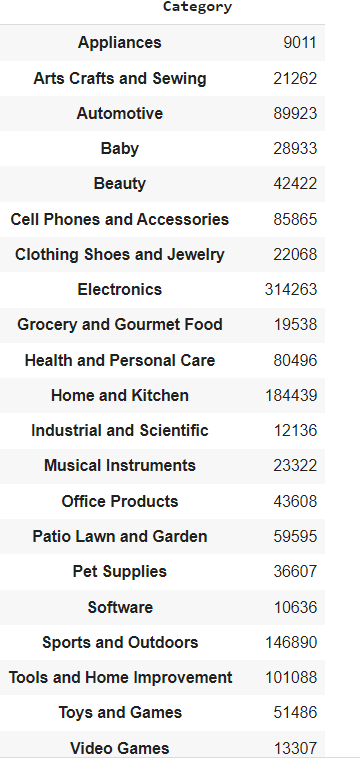 Category
Appliances 9011
Arts Crafts and Sewing 21262
Automotive 89923
Baby 28933
Beauty 42422
Cell Phones and Accessories 85865
Clothing Shoes and Jewelry 22068
Electronics 314263
Grocery and Gourmet Food 19538
Health and Personal Care 80496
Home and Kitchen 184439
Industrial and Scientific 12136
Musical Instruments 23322
Office Products 43608
Patio Lawn and Garden 59595
Pet Supplies 36607
Software 10636
Sports and Outdoors 146890
Tools and Home Improvement 101088
Toys and Games 51486
Video Games 13307